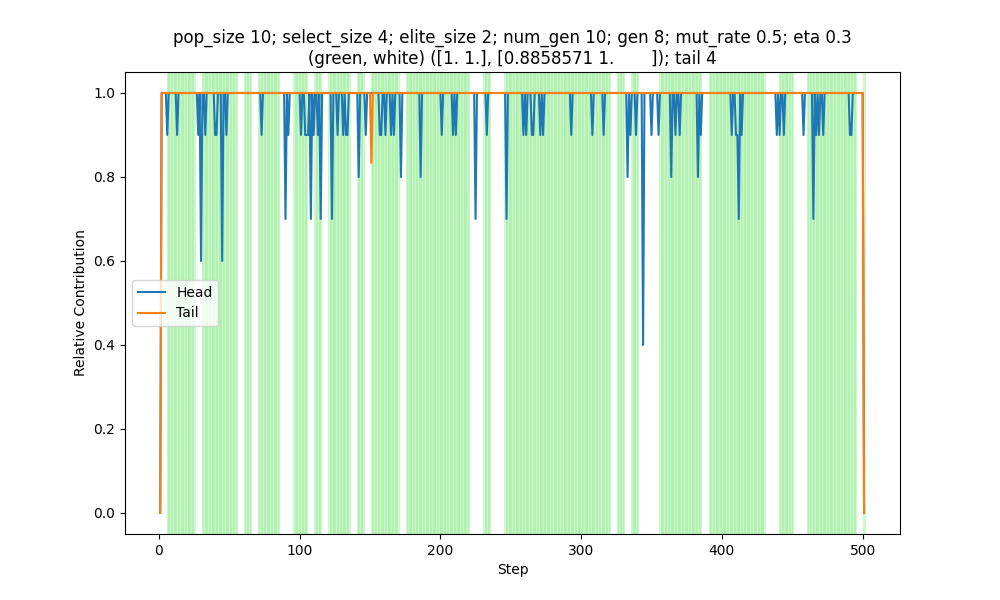 pop_size 10; select_size 4; elite_size 2; num_gen 10; gen 8; mut_rate 0.5; eta 0.3
(green, white) ([1. 1.], [0.8858571 1.       ]); tail 4
1.0
0.8
0.6
0.4
0.2
0.0
Relative Contribution
Head
Tail
0
100
200
300
400
500
Step